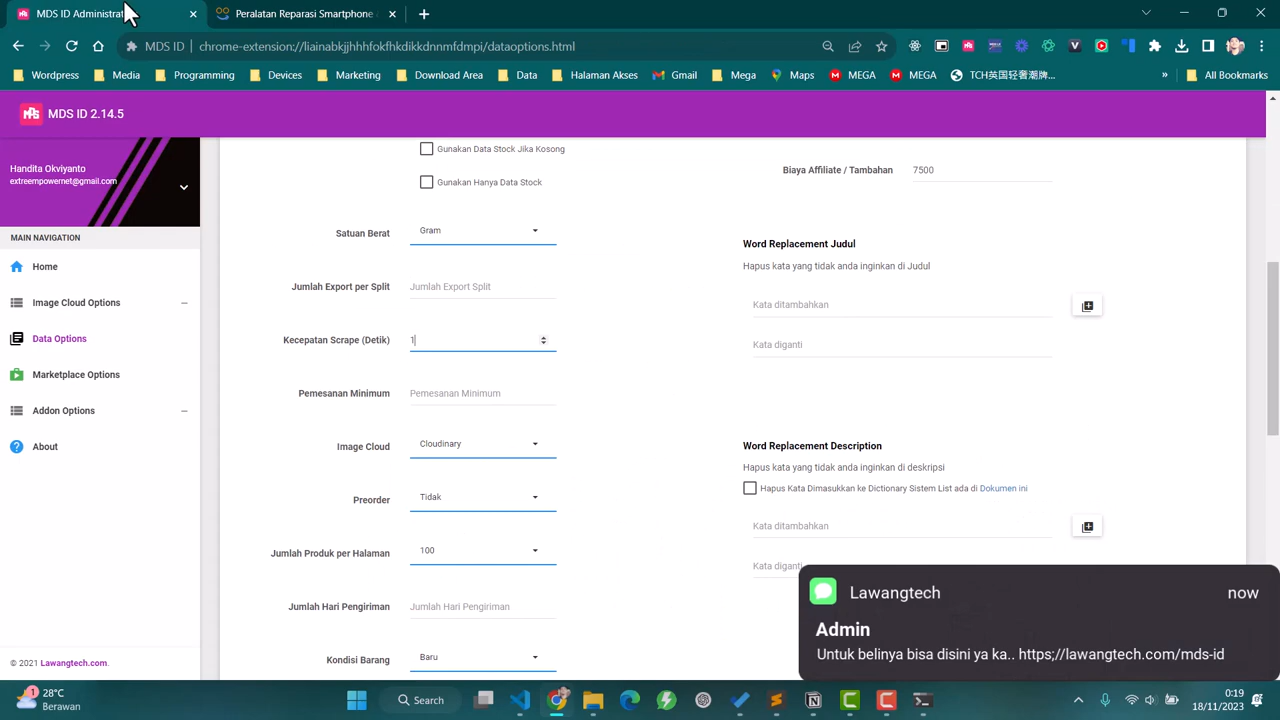 MDS ID Administrat
Peralatan Reparasi Smartphone
MDS ID
chrome-extension://liainabkjjhhfokfhkdikkdnndlmpi/dataoptions.html
Wordpress
Media
Programming
Devices
Marketing
Download Area
Data
Halaman Akses
Gmail
Mega
Maps
MEGA
MEGA
TCH英国轻奢潮牌...
»
All Bookmarks
MDS ID 2.14.5
Handita Okviyanto
extreempowernet@gmail.com
MAIN NAVIGATION
Home
Image Cloud Options
Data Options
Marketplace Options
Addon Options
About
© 2021 Lawangtech.com.
Gunakan Data Stock Jika Kosong
Gunakan Hanya Data Stock
Satuan Berat
Gram
Jumlah Export per Split
Jumlah Export Split
Kecepatan Scrape (Detik)
1
Pemesanan Minimum
Pemesanan Minimum
Image Cloud
Cloudinary
Preorder
Tidak
Jumlah Produk per Halaman
100
Jumlah Hari Pengiriman
Jumlah Hari Pengiriman
Kondisi Barang
Baru
Biaya Affiliate / Tambahan
7500
Word Replacement Judul
Hapus kata yang tidak anda inginkan di Judul
Kata ditambahkan
Kata diganti
Word Replacement Description
Hapus kata yang tidak anda inginkan di deskripsi
Hapus Kata Dimasukkan ke Dictionary Sistem List ada di Dokumen ini
Kata ditambahkan
Kata diganti
Lawangtech
now
Admin
Untuk belinya bisa disini ya ka.. https;//lawangtech.com/mds-id
1
28°C
Berawan
Search
0:19
18/11/2023